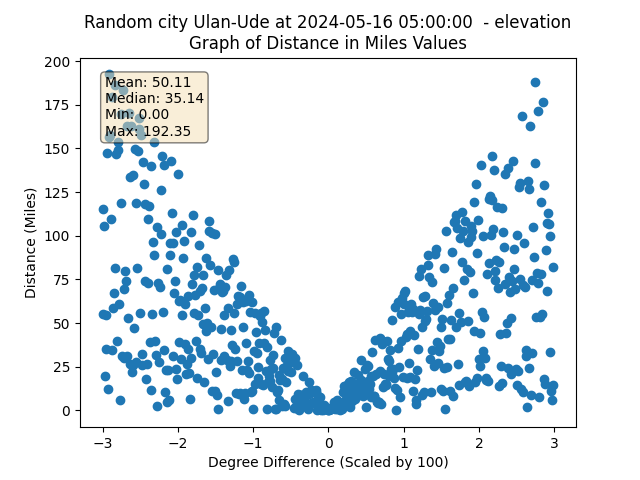 Random city Ulan-Ude at 2024-05-16 05:00:00  - elevation
Graph of Distance in Miles Values
Mean: 50.11
Median: 35.14
Min: 0.00
Max: 192.35
200
175
150
125
100
75
50
25
0
Distance (Miles)
−3
−2
−1
0
1
2
3
Degree Difference (Scaled by 100)